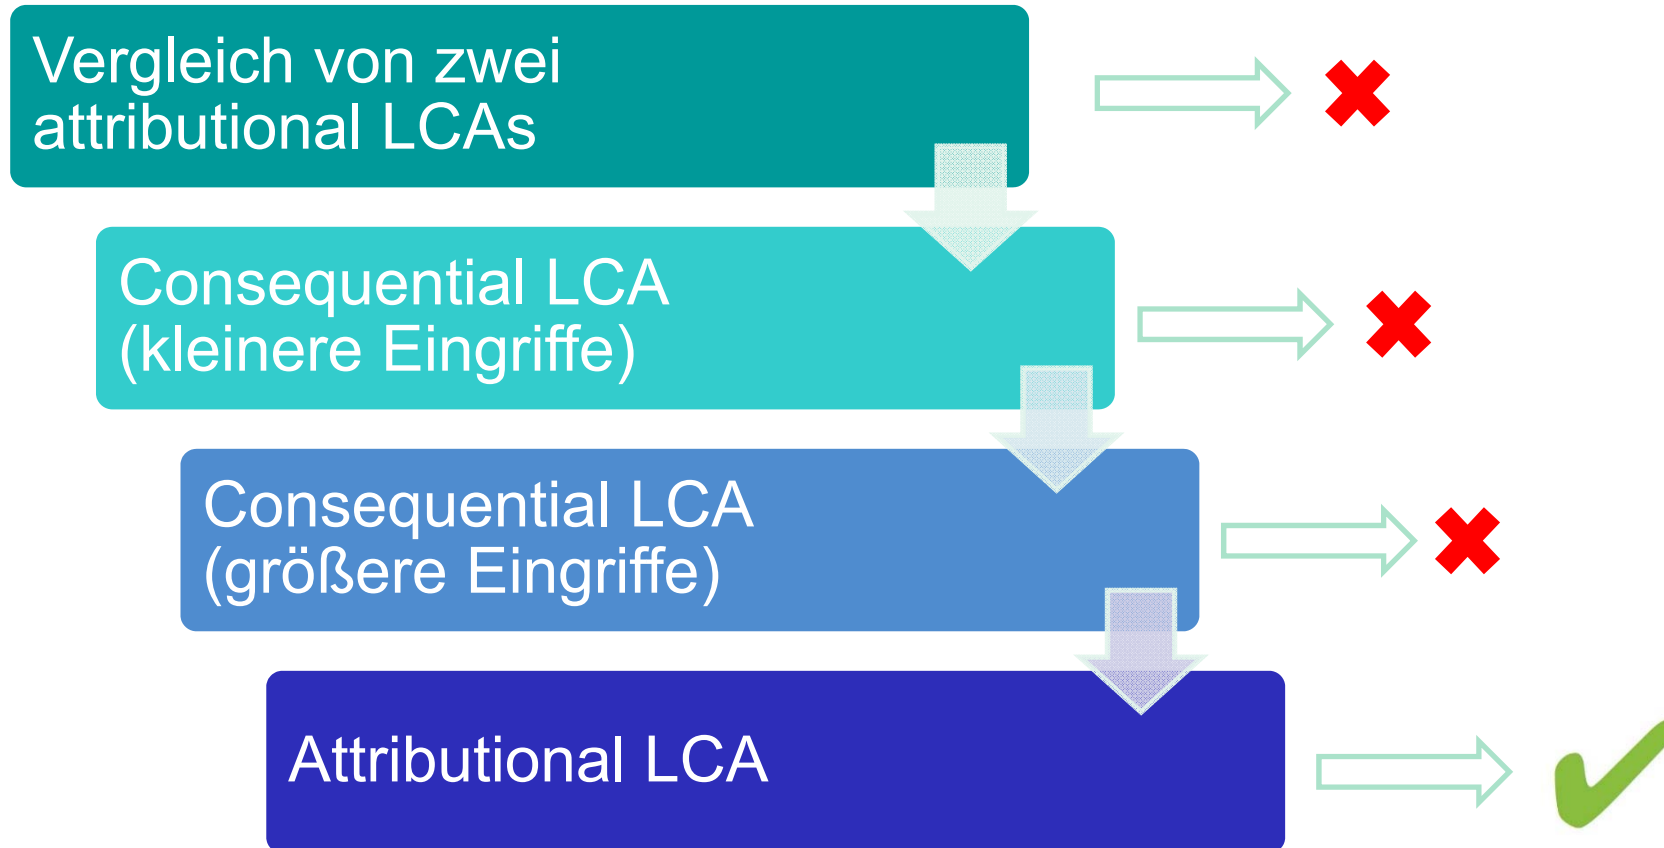 Vergleich von zwei
attributional LCAs
Consequential LCA
(kleinere Eingriffe)
Consequential LCA
(größere Eingriffe)
Attributional LCA